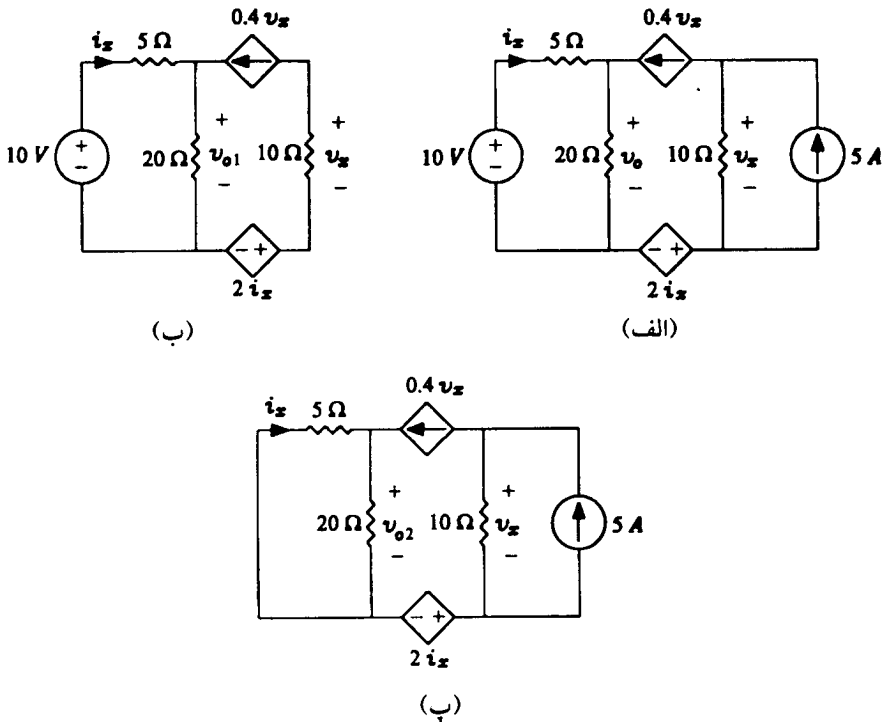 0.4 vx
ix 5 Ω
10 V + − 20 Ω + vo1 − 10 Ω + vx −
− +
2 ix
(ب)
0.4 vx
ix 5 Ω
10 V + − 20 Ω + vo − 10 Ω + vx − 5 A
− +
2 ix
(الف)
0.4 vx
ix 5 Ω
20 Ω + vo2 − 10 Ω + vx − 5 A
− +
2 ix
(پ)